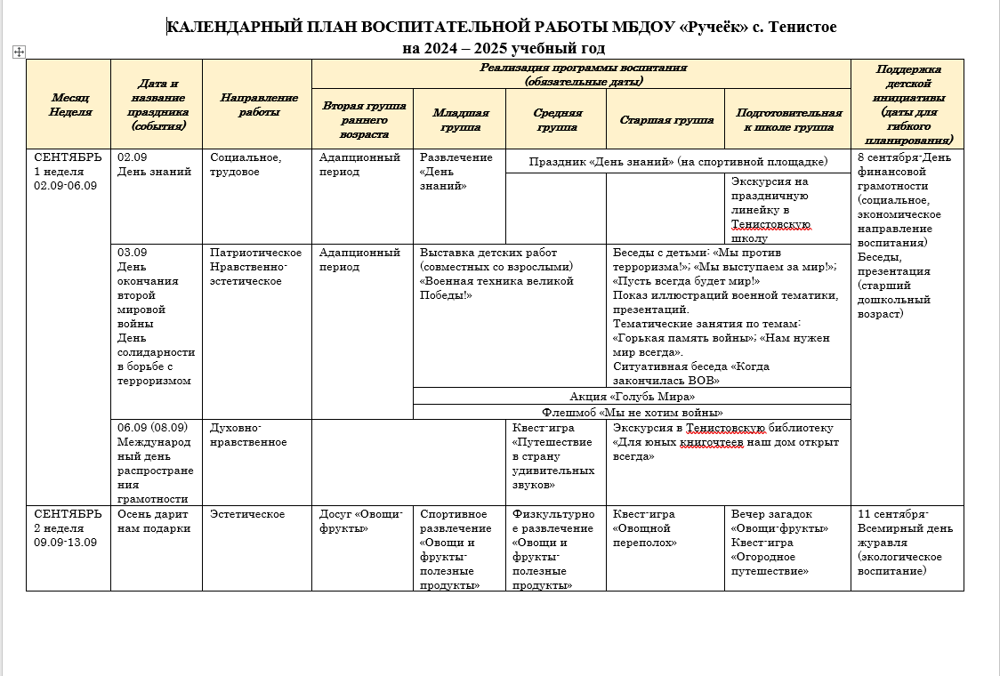 КАЛЕНДАРНЫЙ ПЛАН ВОСПИТАТЕЛЬНОЙ РАБОТЫ МБДОУ «Ручеёк» с. Тенистое
на 2024 – 2025 учебный год
Месяц
Неделя
Дата и
название
праздника
(события)
Направление
работы
Реализация программы воспитания
(обязательные даты)
Вторая группа
раннего
возраста
Младшая
группа
Средняя
группа
Старшая группа
Подготовительная
к школе группа
Поддержка
детской
инициативы
(даты для
гибкого
планирования)
СЕНТЯБРЬ
1 неделя
02.09-06.09
02.09
День знаний
Социальное,
трудовое
Адапционный
период
Развлечение
«День
знаний»
Праздник «День знаний» (на спортивной площадке)
Экскурсия на
праздничную
линейку в
Тенистовскую
школу
8 сентября-День
финансовой
грамотности
(социальное,
экономическое
направление
воспитания)
Беседы,
презентация
(старший
дошкольный
возраст)
03.09
День
окончания
второй
мировой
войны
День
солидарности
в борьбе с
терроризмом
Патриотическое
Нравственно-
эстетическое
Адапционный
период
Выставка детских работ
(совместных со взрослыми)
«Военная техника великой
Победы!»
Беседы с детьми: «Мы против
терроризма!»; «Мы выступаем за мир!»;
«Пусть всегда будет мир!»
Показ иллюстраций военной тематики,
презентаций.
Тематические занятия по темам:
«Горькая память войны»; «Нам нужен
мир всегда».
Ситуативная беседа «Когда
закончилась ВОВ»
Акция «Голубь Мира»
Флешмоб «Мы не хотим войны»
06.09 (08.09)
Международ
ный день
распростране
ния
грамотности
Духовно-
нравственное
Квест-игра
«Путешествие
в страну
удивительных
звуков»
Экскурсия в Тенистовскую библиотеку
«Для юных книгочтеев наш дом открыт
всегда»
СЕНТЯБРЬ
2 неделя
09.09-13.09
Осень дарит
нам подарки
Эстетическое
Досуг «Овощи-
фрукты»
Спортивное
развлечение
«Овощи и
фрукты-
полезные
продукты»
Физкультурно
е развлечение
«Овощи и
фрукты-
полезные
продукты»
Квест-игра
«Овощной
переполох»
Вечер загадок
«Овощи-фрукты»
Квест-игра
«Огородное
путешествие»
11 сентября-
Всемирный день
журавля
(экологическое
воспитание)